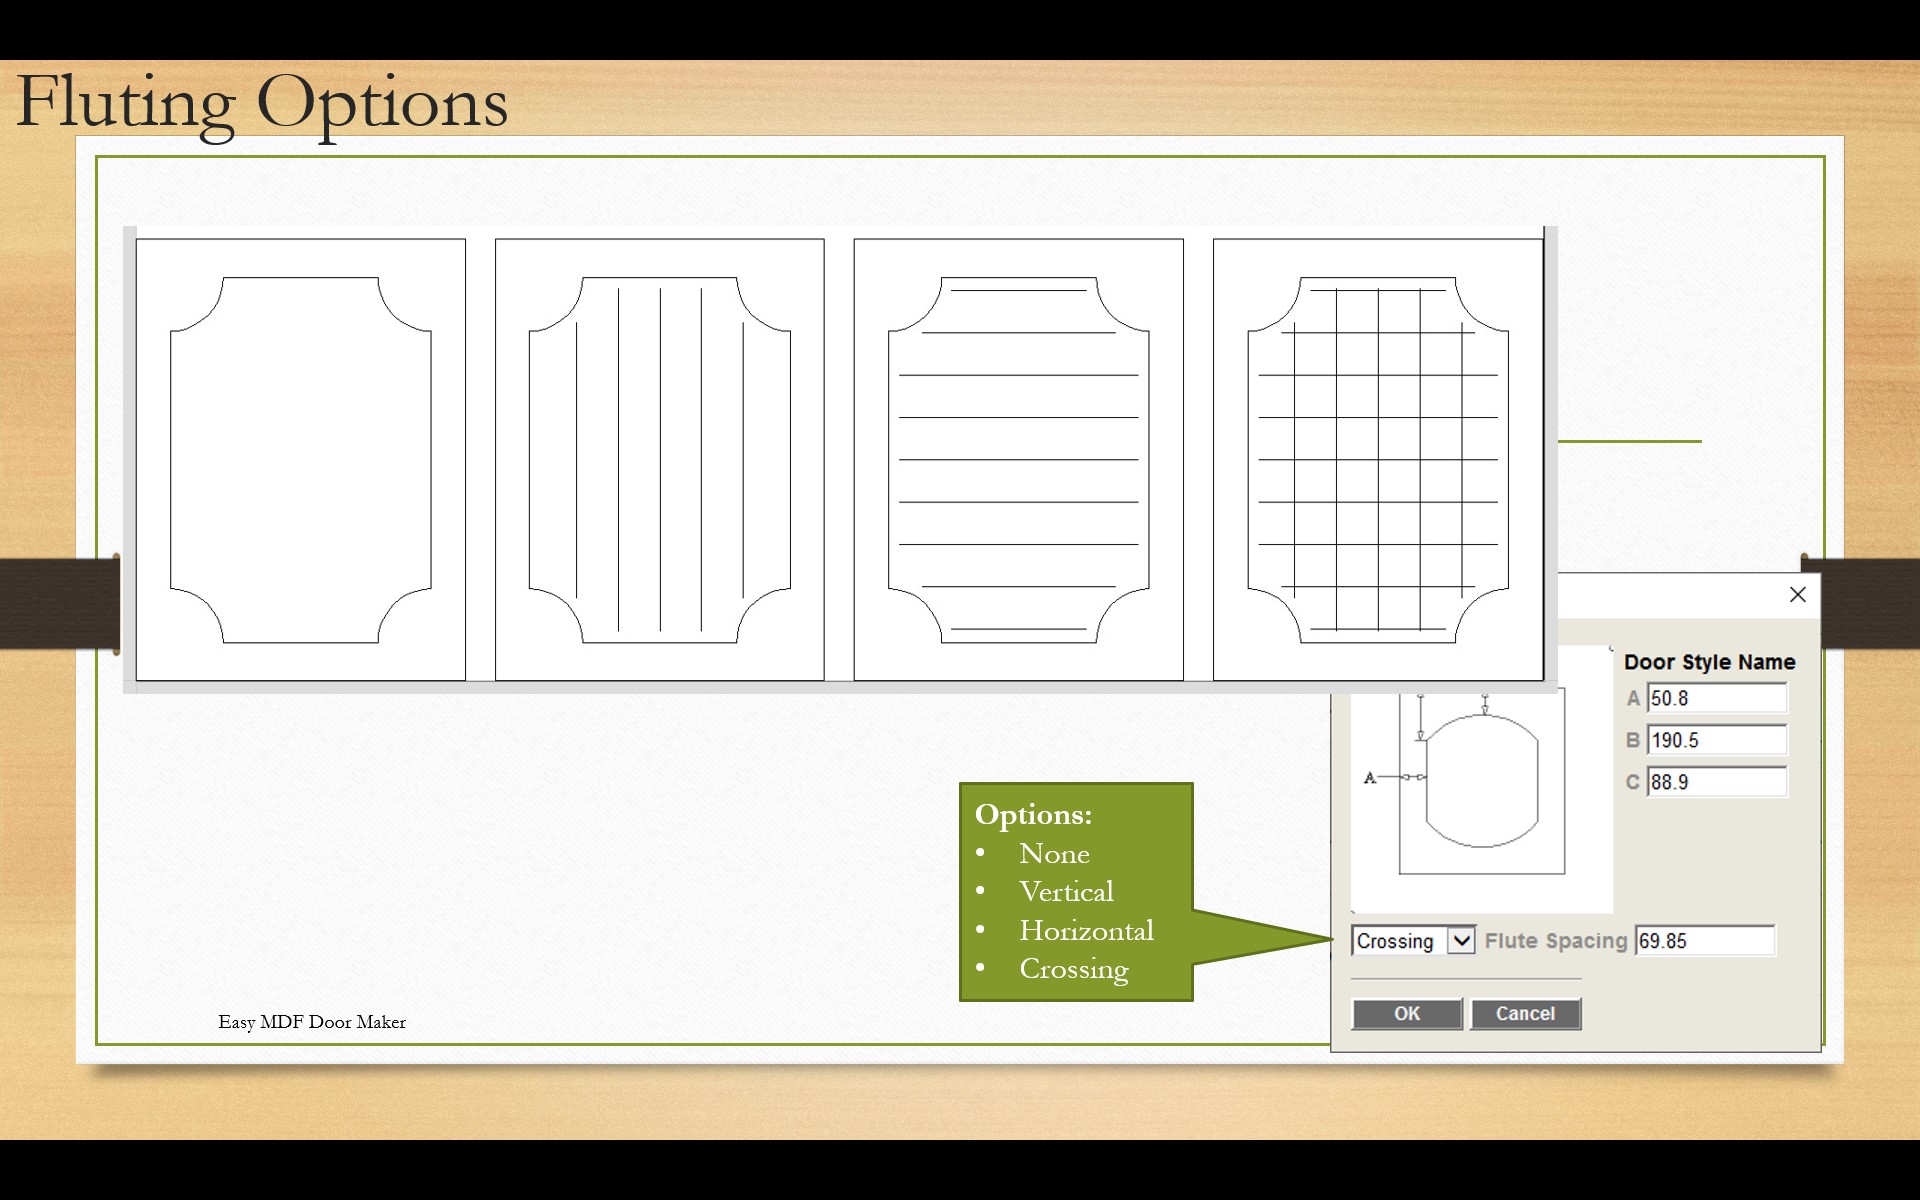 Fluting Options
Door Style Name
A 50.8
B 190.5
C 88.9
A
Options:
• None
• Vertical
• Horizontal
• Crossing
Crossing Flute Spacing 69.85
OK Cancel
Easy MDF Door Maker